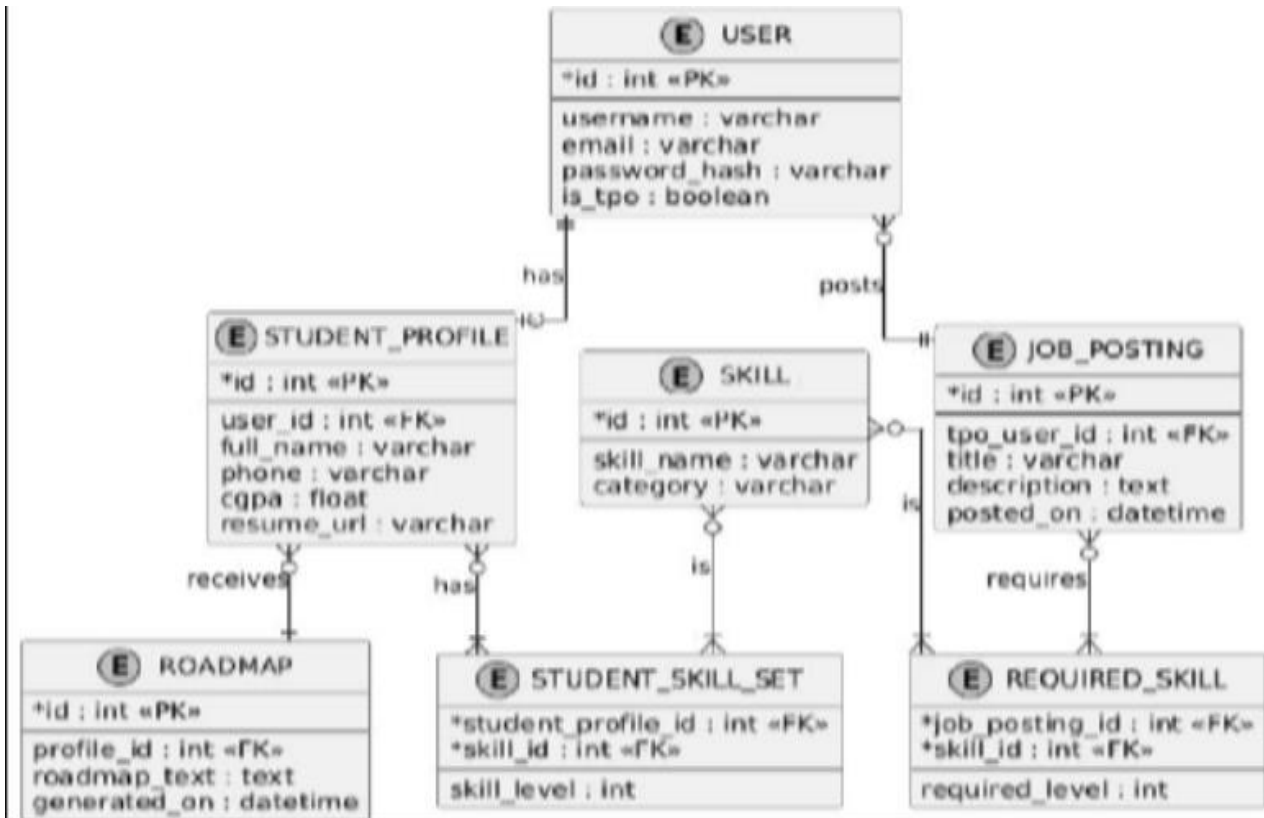 E USER
*id : int «PK»
username : varchar
email : varchar
password_hash : varchar
is_tpo : boolean
has
posts
E STUDENT_PROFILE
*id : int «PK»
user_id : int «FK»
full_name : varchar
phone : varchar
cgpa : float
resume_url : varchar
E SKILL
*id : int «PK»
skill_name : varchar
category : varchar
E JOB_POSTING
*id : int «PK»
tpo_user_id : int «FK»
title : varchar
description : text
posted_on : datetime
receives
has
is
is
requires
E ROADMAP
*id : int «PK»
profile_id : int «FK»
roadmap_text : text
generated_on : datetime
E STUDENT_SKILL_SET
*student_profile_id : int «FK»
*skill_id : int «FK»
skill_level : int
E REQUIRED_SKILL
*job_posting_id : int «FK»
*skill_id : int «FK»
required_level : int